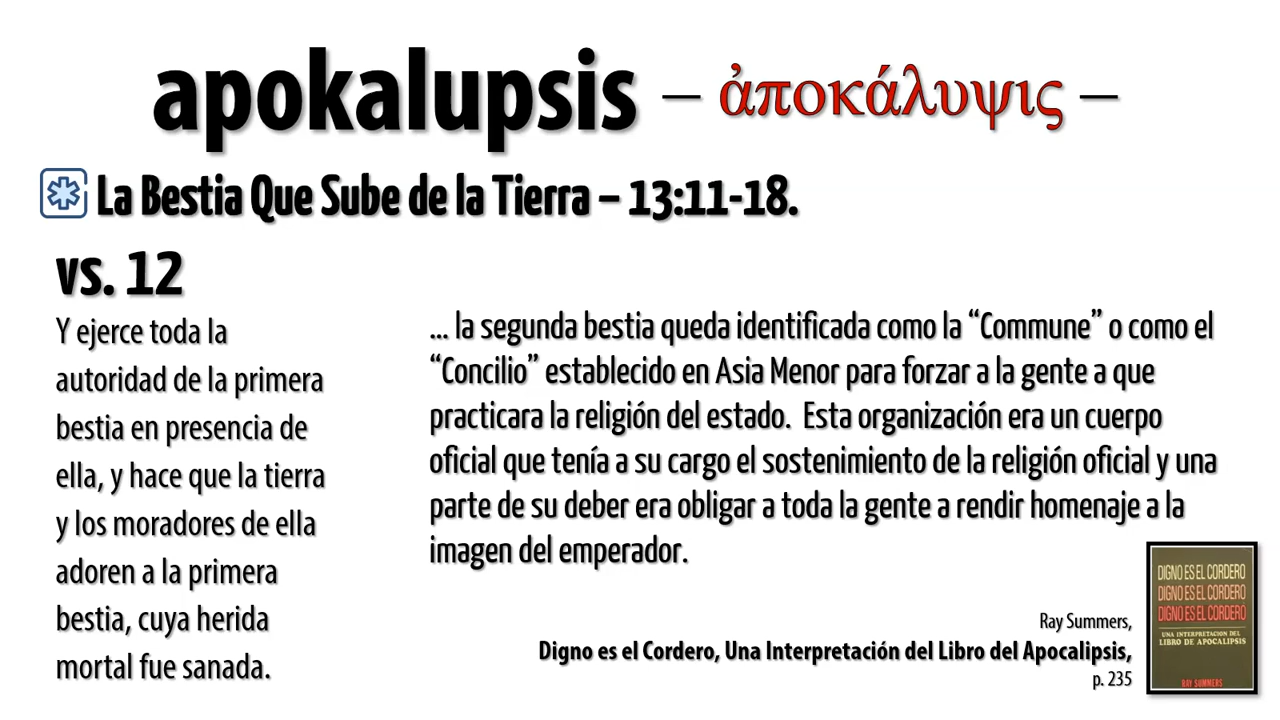 apokalupsis – ἀποκάλυψις –
La Bestia Que Sube de la Tierra – 13:11-18.
vs. 12
Y ejerce toda la
autoridad de la primera
bestia en presencia de
ella, y hace que la tierra
y los moradores de ella
adoren a la primera
bestia, cuya herida
mortal fue sanada.
... la segunda bestia queda identificada como la “Commune” o como el
“Concilio” establecido en Asia Menor para forzar a la gente a que
practicara la religión del estado. Esta organización era un cuerpo
oficial que tenía a su cargo el sostenimiento de la religión oficial y una
parte de su deber era obligar a toda la gente a rendir homenaje a la
imagen del emperador.
Ray Summers,
Digno es el Cordero, Una Interpretación del Libro del Apocalipsis,
p. 235
DIGNO ES EL CORDERO
DIGNO ES EL CORDERO
DIGNO ES EL CORDERO
UNA INTERPRETACION DEL
LIBRO DE APOCALIPSIS
RAY SUMMERS